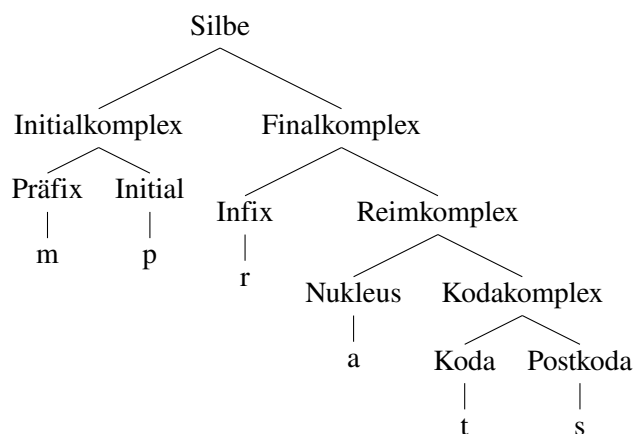 Silbe
Initialkomplex Finalkomplex
Präfix Initial Infix Reimkomplex
m p r
Nukleus Kodakomplex
a Koda Postkoda
t s